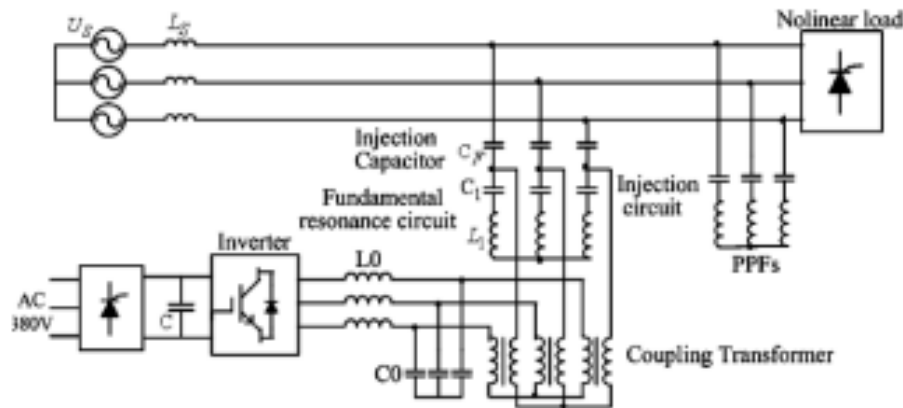 U_S
L_S
Nolinear load
Injection
Capacitor
C_F
C_1
Injection
circuit
Fundamental
resonance circuit
L_1
Inverter
L0
PPFs
AC
380V
C
C0
Coupling Transformer